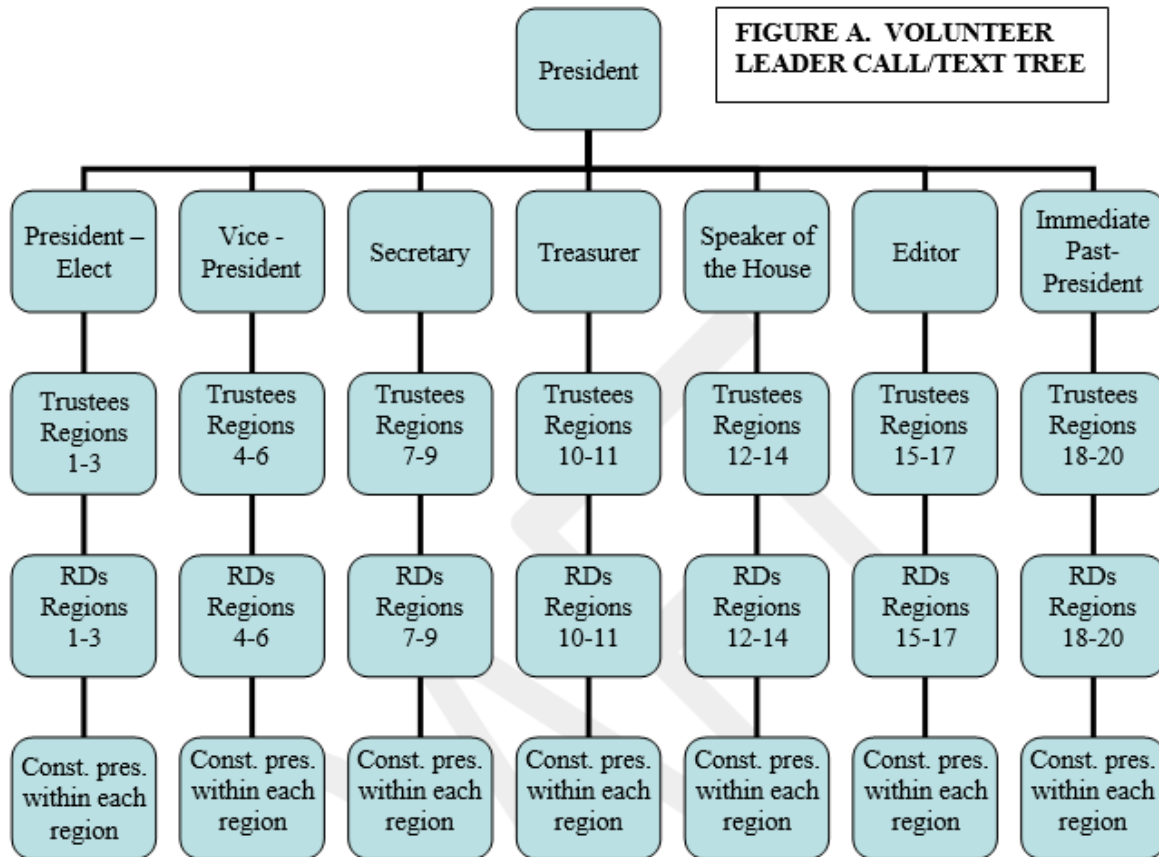 FIGURE A. VOLUNTEER
LEADER CALL/TEXT TREE
President
President –
Elect
Vice -
President
Secretary
Treasurer
Speaker of
the House
Editor
Immediate
Past-
President
Trustees
Regions
1-3
Trustees
Regions
4-6
Trustees
Regions
7-9
Trustees
Regions
10-11
Trustees
Regions
12-14
Trustees
Regions
15-17
Trustees
Regions
18-20
RDs
Regions
1-3
RDs
Regions
4-6
RDs
Regions
7-9
RDs
Regions
10-11
RDs
Regions
12-14
RDs
Regions
15-17
RDs
Regions
18-20
Const. pres.
within each
region
Const. pres.
within each
region
Const. pres.
within each
region
Const. pres.
within each
region
Const. pres.
within each
region
Const. pres.
within each
region
Const. pres.
within each
region